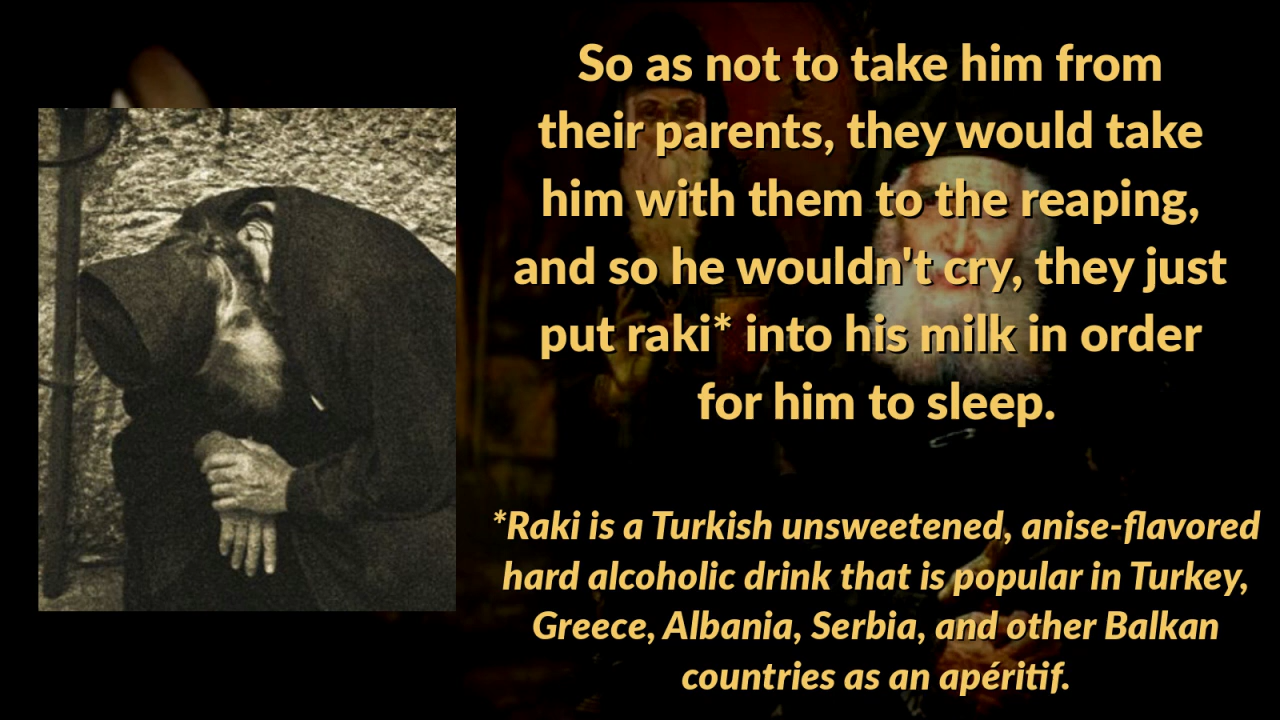 So as not to take him from
their parents, they would take
him with them to the reaping,
and so he wouldn't cry, they just
put raki* into his milk in order
for him to sleep.
*Raki is a Turkish unsweetened, anise-flavored
hard alcoholic drink that is popular in Turkey,
Greece, Albania, Serbia, and other Balkan
countries as an apéritif.